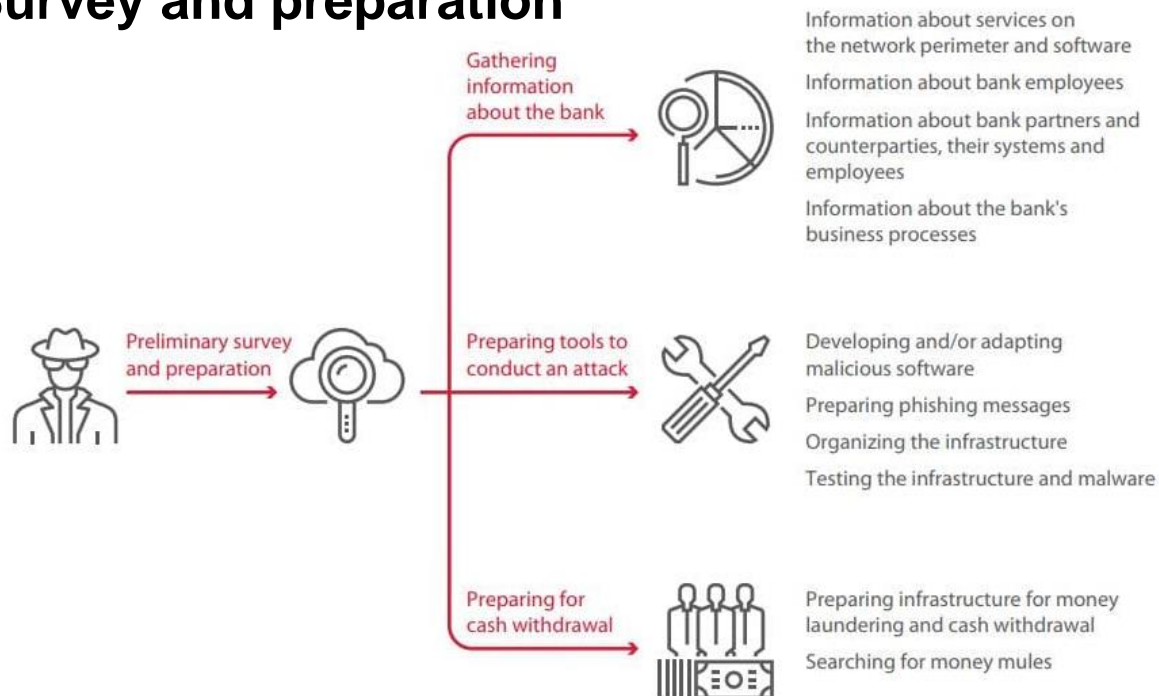 Survey and preparation
Gathering
information
about the bank
Information about services on
the network perimeter and software
Information about bank employees
Information about bank partners and
counterparties, their systems and
employees
Information about the bank's
business processes
Preliminary survey
and preparation
Preparing tools to
conduct an attack
Developing and/or adapting
malicious software
Preparing phishing messages
Organizing the infrastructure
Testing the infrastructure and malware
Preparing for
cash withdrawal
Preparing infrastructure for money
laundering and cash withdrawal
Searching for money mules